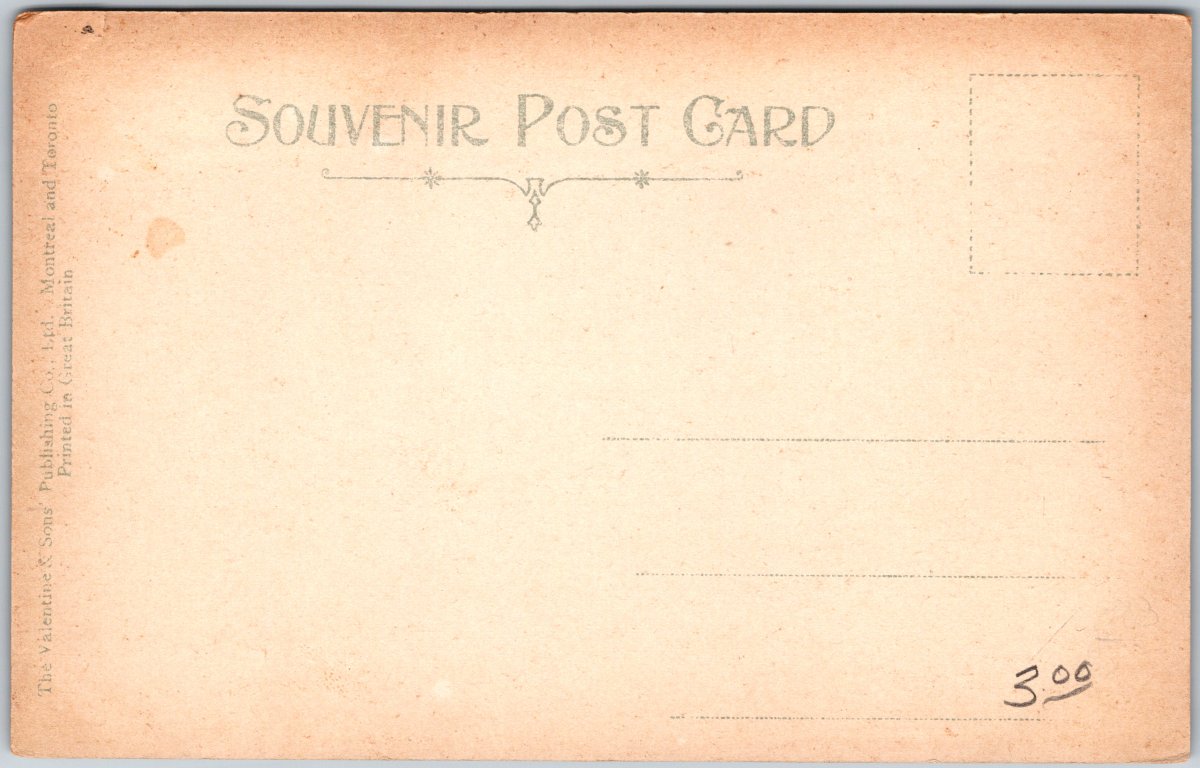 SOUVENIR POST CARD
The Valentine & Sons' Publishing Co., Ltd., Montreal and Toronto
Printed in Great Britain
3.00